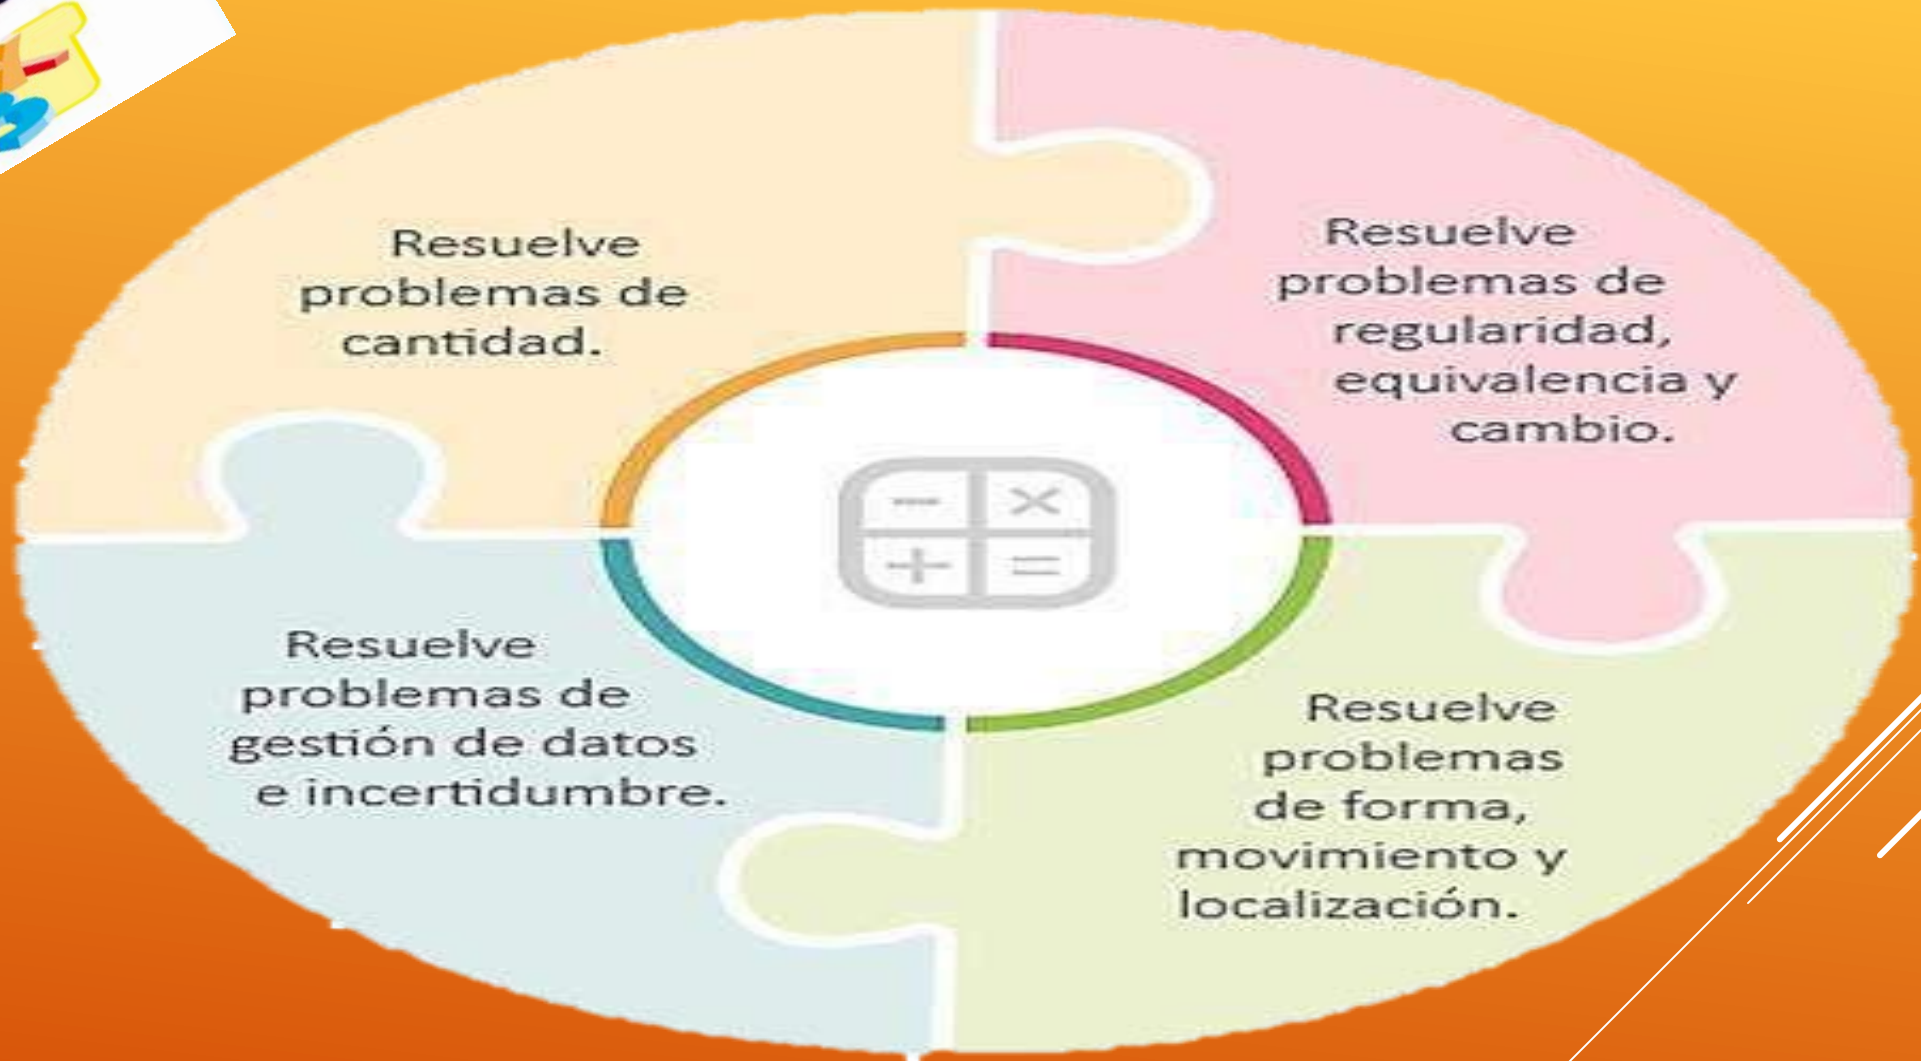 Resuelve
problemas de
cantidad.
Resuelve
problemas de
regularidad,
equivalencia y
cambio.
− ×
+ =
Resuelve
problemas de
gestión de datos
e incertidumbre.
Resuelve
problemas
de forma,
movimiento y
localización.